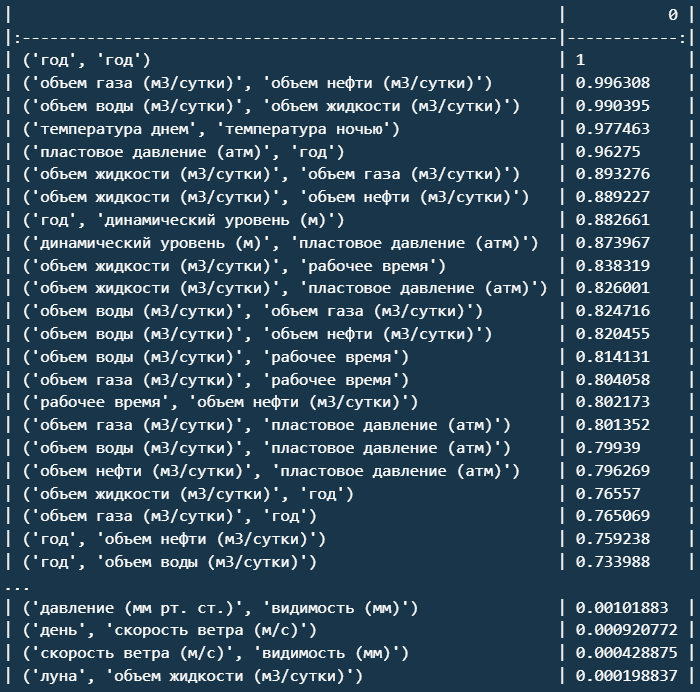 |                                                            |           0 |
|:-----------------------------------------------------------|------------:|
| ('год', 'год')                                             | 1           |
| ('объем газа (м3/сутки)', 'объем нефти (м3/сутки)')        | 0.996308    |
| ('объем воды (м3/сутки)', 'объем жидкости (м3/сутки)')     | 0.990395    |
| ('температура днем', 'температура ночью')                  | 0.977463    |
| ('пластовое давление (атм)', 'год')                        | 0.96275     |
| ('объем жидкости (м3/сутки)', 'объем газа (м3/сутки)')     | 0.893276    |
| ('объем жидкости (м3/сутки)', 'объем нефти (м3/сутки)')    | 0.889227    |
| ('год', 'динамический уровень (м)')                        | 0.882661    |
| ('динамический уровень (м)', 'пластовое давление (атм)')   | 0.873967    |
| ('объем жидкости (м3/сутки)', 'рабочее время')             | 0.838319    |
| ('объем жидкости (м3/сутки)', 'пластовое давление (атм)')  | 0.826001    |
| ('объем воды (м3/сутки)', 'объем газа (м3/сутки)')         | 0.824716    |
| ('объем воды (м3/сутки)', 'объем нефти (м3/сутки)')        | 0.820455    |
| ('объем воды (м3/сутки)', 'рабочее время')                 | 0.814131    |
| ('объем газа (м3/сутки)', 'рабочее время')                 | 0.804058    |
| ('рабочее время', 'объем нефти (м3/сутки)')                | 0.802173    |
| ('объем газа (м3/сутки)', 'пластовое давление (атм)')      | 0.801352    |
| ('объем воды (м3/сутки)', 'пластовое давление (атм)')      | 0.79939     |
| ('объем нефти (м3/сутки)', 'пластовое давление (атм)')     | 0.796269    |
| ('объем жидкости (м3/сутки)', 'год')                       | 0.76557     |
| ('объем газа (м3/сутки)', 'год')                           | 0.765069    |
| ('год', 'объем нефти (м3/сутки)')                          | 0.759238    |
| ('год', 'объем воды (м3/сутки)')                           | 0.733988    |
...
| ('давление (мм рт. ст.)', 'видимость (мм)')                | 0.00101883  |
| ('день', 'скорость ветра (м/с)')                           | 0.000920772 |
| ('скорость ветра (м/с)', 'видимость (мм)')                 | 0.000428875 |
| ('луна', 'объем жидкости (м3/сутки)')                      | 0.000198837 |